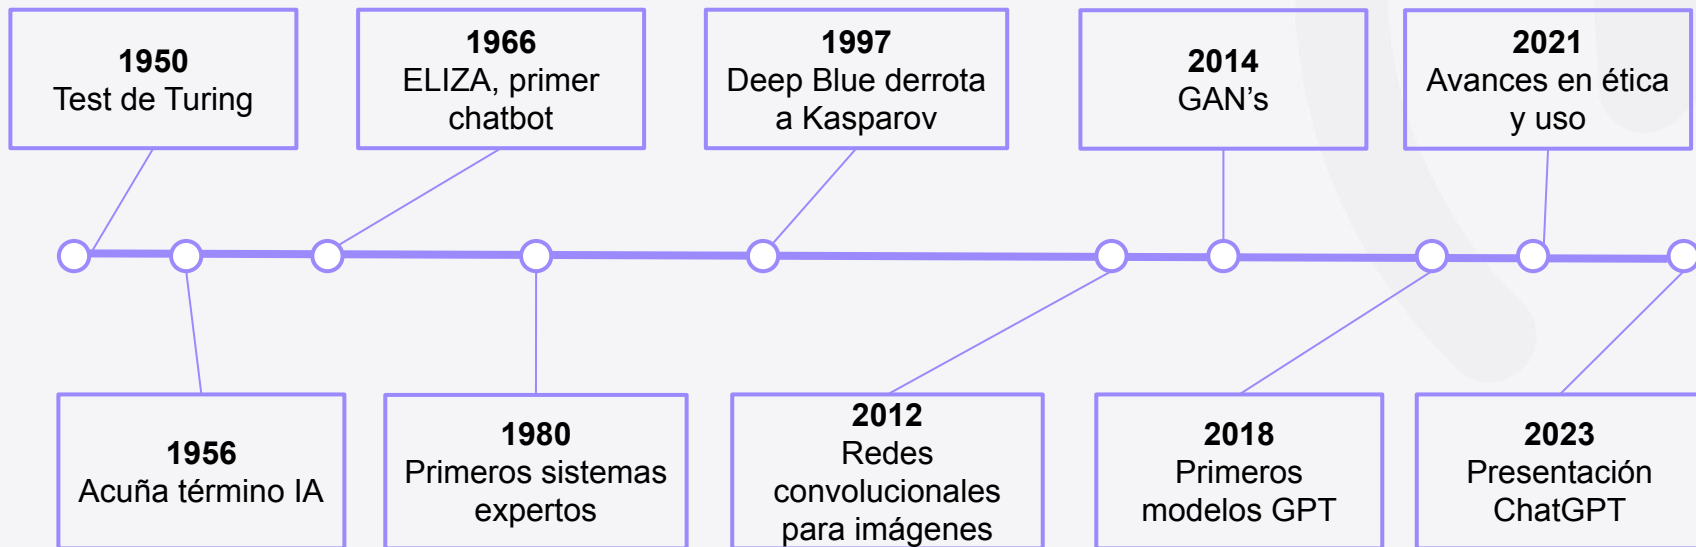 1950
Test de Turing
1966
ELIZA, primer
chatbot
1997
Deep Blue derrota
a Kasparov
2014
GAN’s
2021
Avances en ética
y uso
1956
Acuña término IA
1980
Primeros sistemas
expertos
2012
Redes
convolucionales
para imágenes
2018
Primeros
modelos GPT
2023
Presentación
ChatGPT